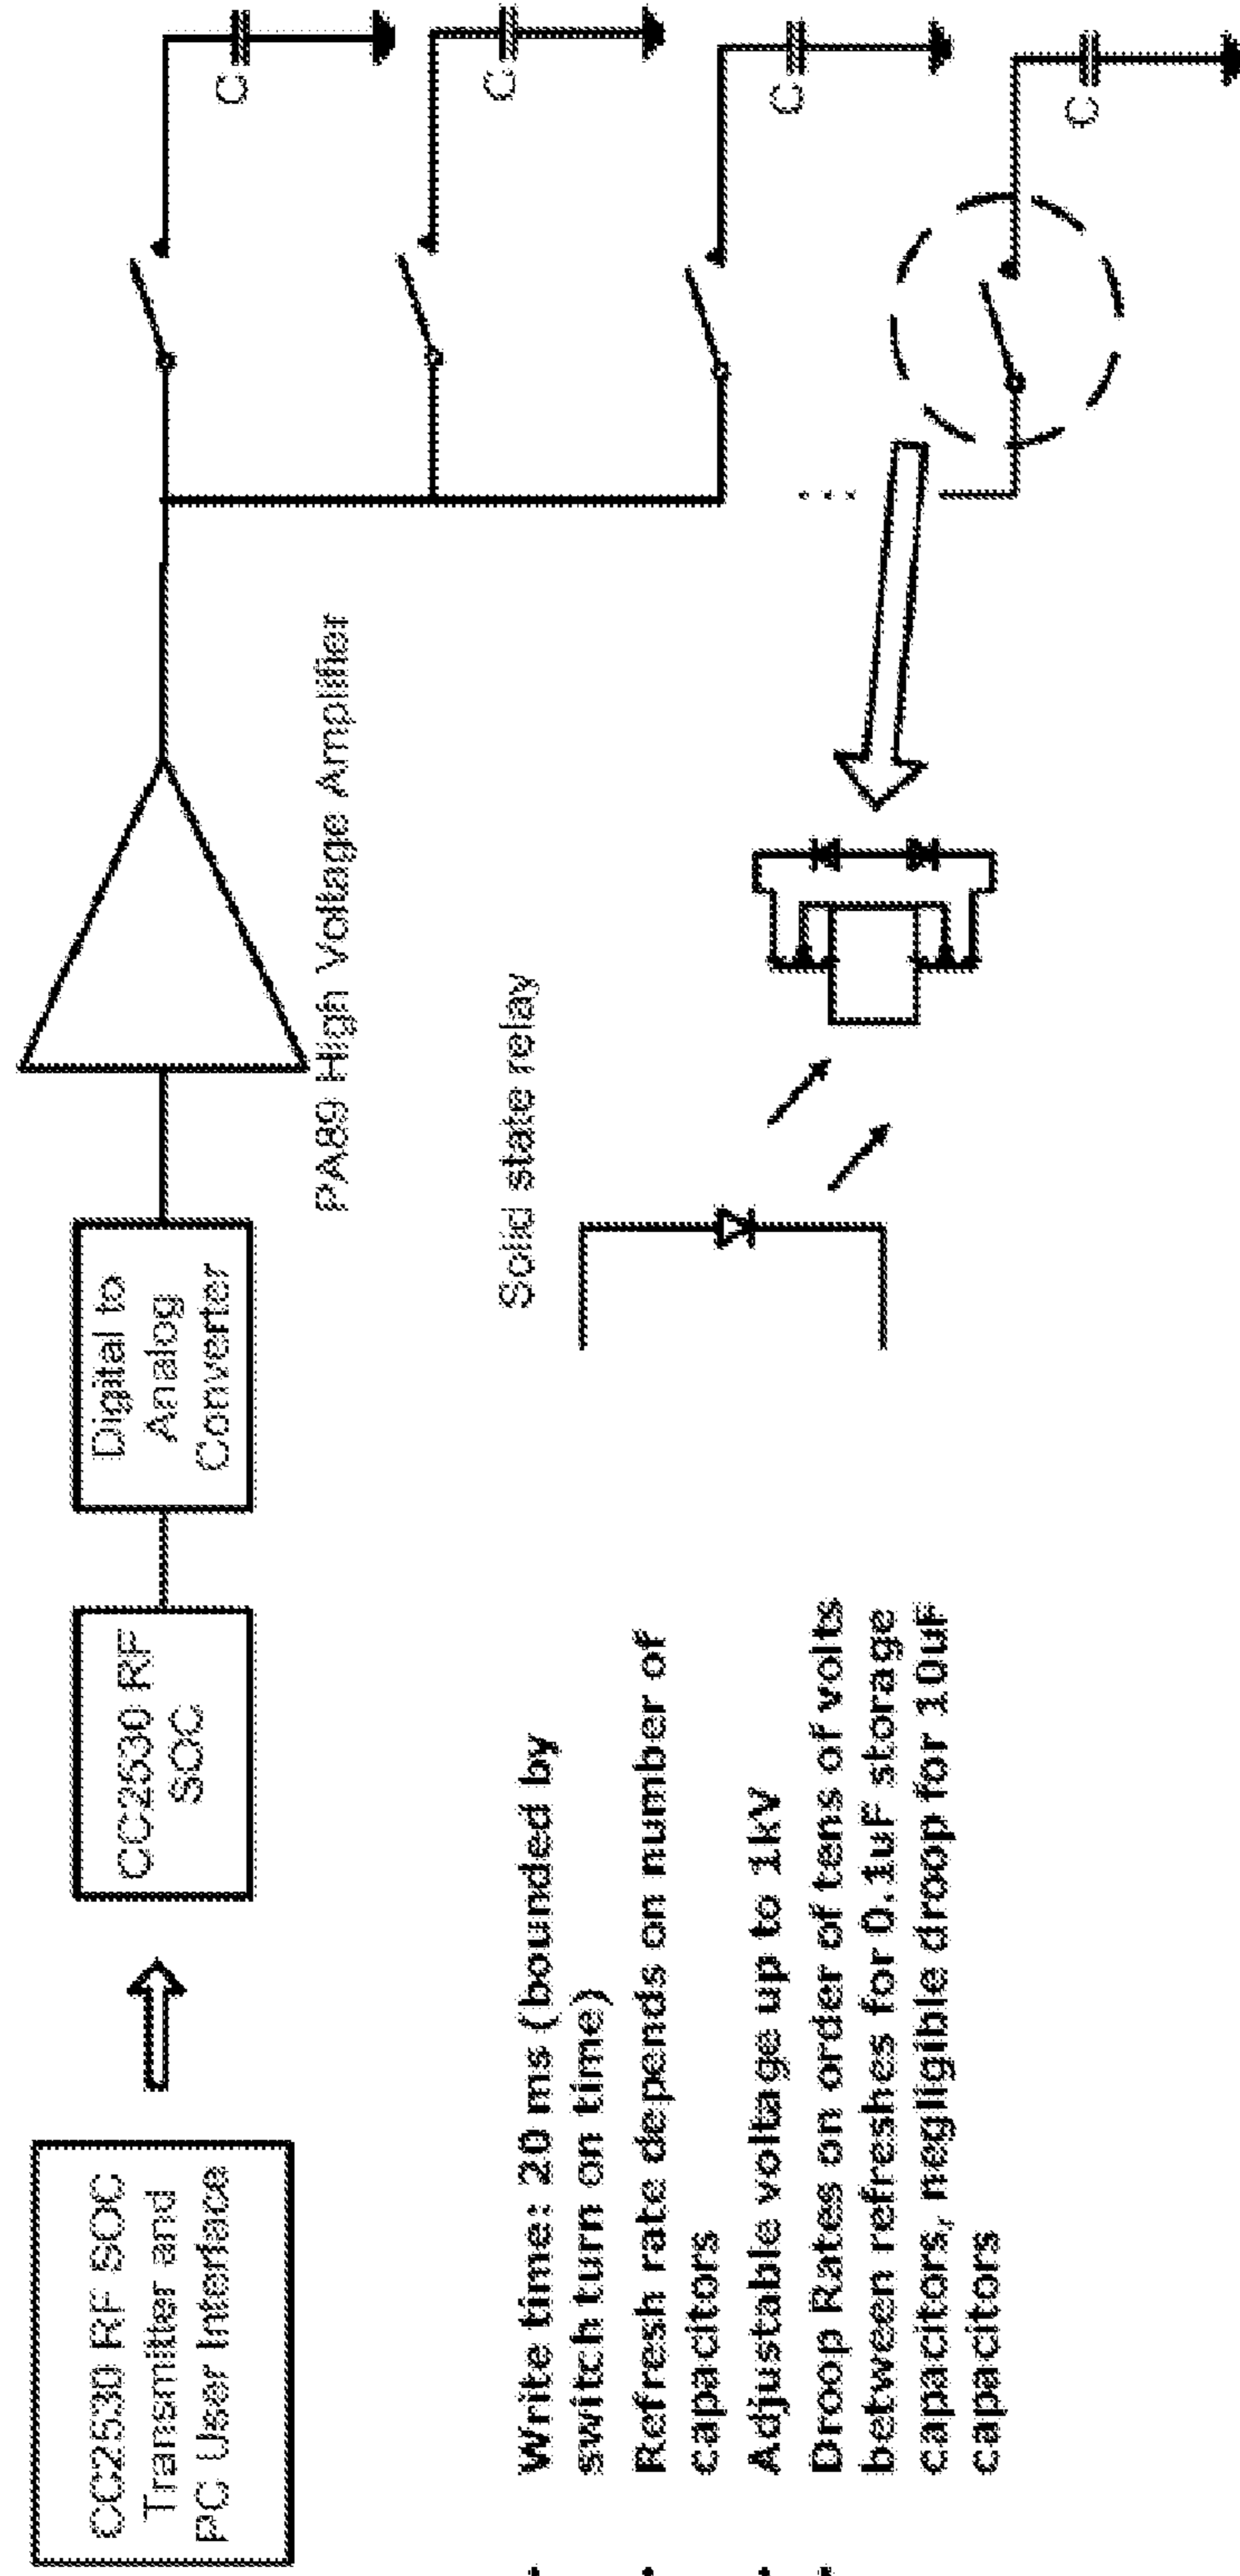 CC2530 RF SOC
Transmitter and
PC User Interface
CC2530 RF
SOC
Digital to
Analog
Converter
PA89 High Voltage Amplifier
C
C
C
C
Solid state relay
• Write time: 20 ms (bounded by
switch turn on time)
• Refresh rate depends on number of
capacitors
• Adjustable voltage up to 1kV
• Droop Rates on order of tens of volts
between refreshes for 0.1uF storage
capacitors, negligible droop for 10uF
capacitors